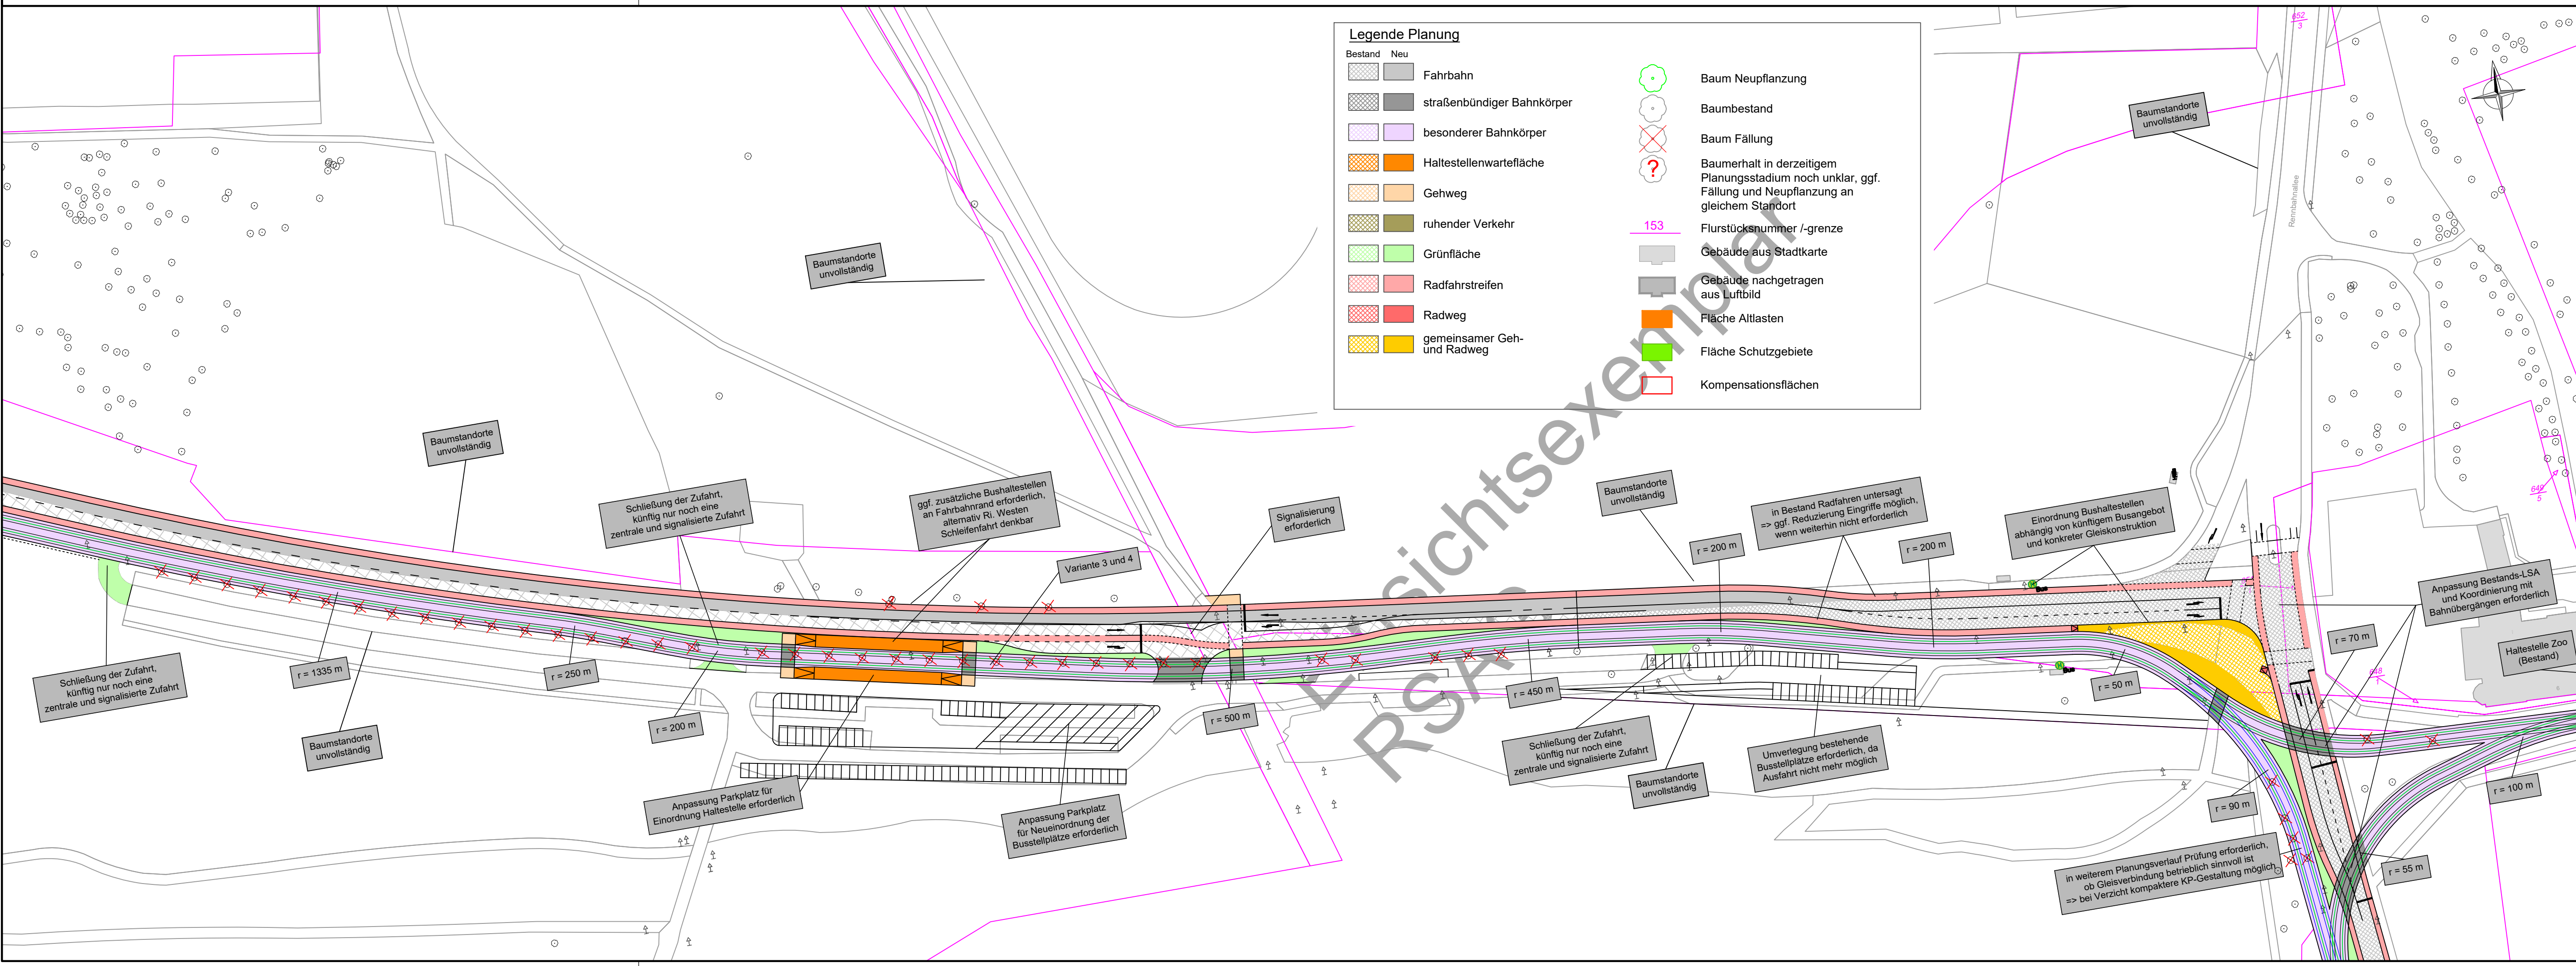 Legende Planung
Bestand Neu
Fahrbahn
straßenbündiger Bahnkörper
besonderer Bahnkörper
Haltestellenwartefläche
Gehweg
ruhender Verkehr
Grünfläche
Radfahrstreifen
Radweg
gemeinsamer Geh-
und Radweg
Baum Neupflanzung
Baumbestand
Baum Fällung
?
Baumerhalt in derzeitigem
Planungsstadium noch unklar, ggf.
Fällung und Neupflanzung an
gleichem Standort
153
Flurstücksnummer /-grenze
Gebäude aus Stadtkarte
Gebäude nachgetragen
aus Luftbild
Fläche Altlasten
Fläche Schutzgebiete
Kompensationsflächen
652
3
Rennbahnallee
Baumstandorte
unvollständig
Baumstandorte
unvollständig
Baumstandorte
unvollständig
Schließung der Zufahrt,
künftig nur noch eine
zentrale und signalisierte Zufahrt
ggf. zusätzliche Bushaltestellen
an Fahrbahnrand erforderlich,
alternativ Ri. Westen
Schleifenfahrt denkbar
Variante 3 und 4
Signalisierung
erforderlich
Baumstandorte
unvollständig
r = 200 m
in Bestand Radfahren untersagt
=> ggf. Reduzierung Eingriffe möglich,
wenn weiterhin nicht erforderlich
r = 200 m
Einordnung Bushaltestellen
abhängig von künftigem Busangebot
und konkreter Gleiskonstruktion
649
5
Anpassung Bestands-LSA
und Koordinierung mit
Bahnübergängen erforderlich
r = 70 m
Haltestelle Zoo
(Bestand)
648
Schließung der Zufahrt,
künftig nur noch eine
zentrale und signalisierte Zufahrt
r = 1335 m
r = 250 m
Baumstandorte
unvollständig
r = 200 m
r = 500 m
r = 450 m
r = 50 m
Schließung der Zufahrt,
künftig nur noch eine
zentrale und signalisierte Zufahrt
Baumstandorte
unvollständig
Umverlegung bestehende
Busstellplätze erforderlich, da
Ausfahrt nicht mehr möglich
Anpassung Parkplatz für
Einordnung Haltestelle erforderlich
Anpassung Parkplatz
für Neueinordnung der
Busstellplätze erforderlich
r = 90 m
r = 100 m
r = 55 m
in weiterem Planungsverlauf Prüfung erforderlich,
ob Gleisverbindung betrieblich sinnvoll ist
=> bei Verzicht kompaktere KP-Gestaltung möglich